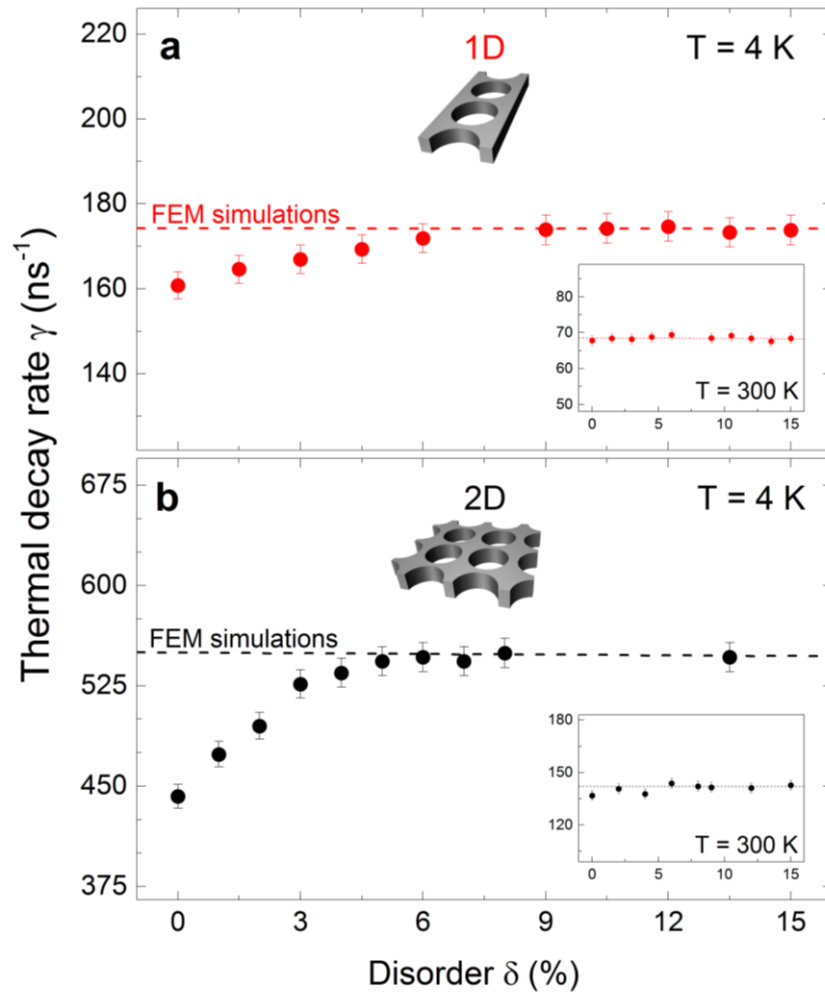 a
1D
T = 4 K
220
200
180
160
140
FEM simulations
80
70
60
50
0
5
10
15
T = 300 K
b
2D
T = 4 K
675
600
525
450
375
FEM simulations
180
150
120
0
5
10
15
T = 300 K
0
3
6
9
12
15
Thermal decay rate γ (ns⁻¹)
Disorder δ (%)